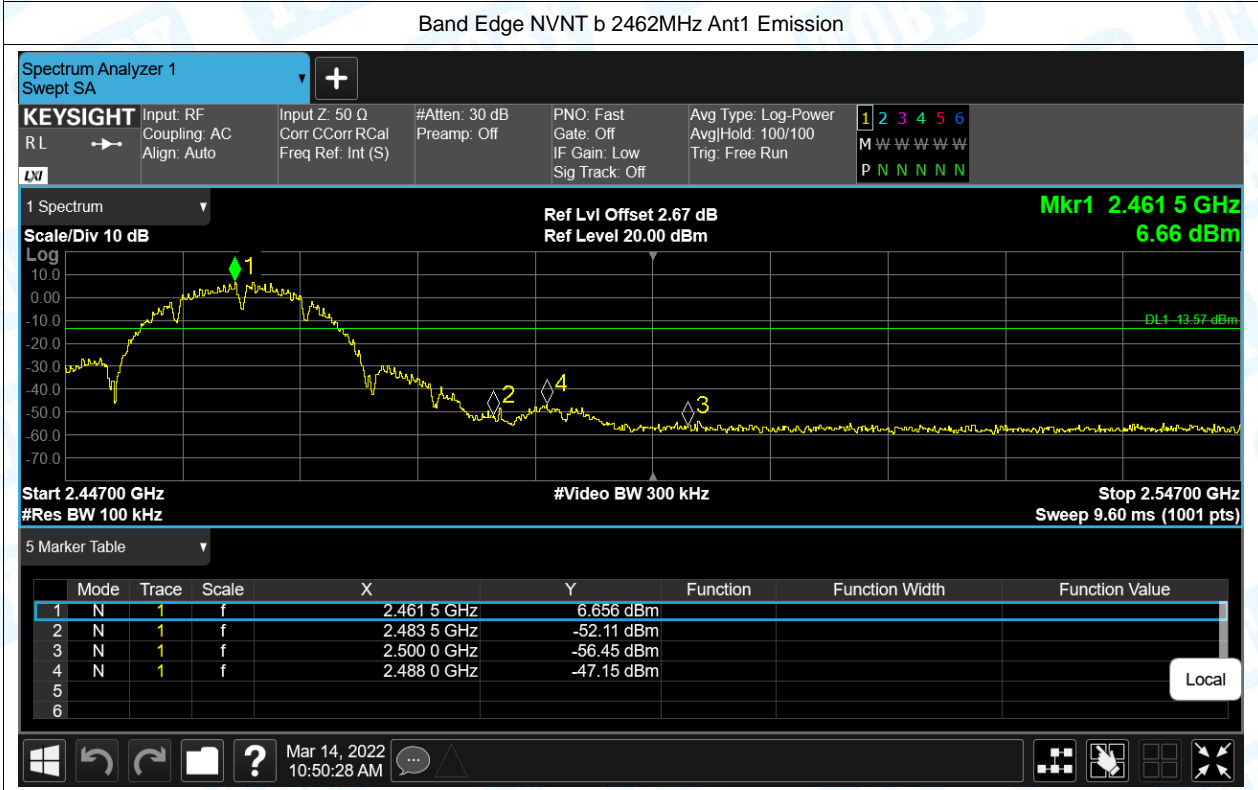 Band Edge NVNT b 2462MHz Ant1 Emission
Spectrum Analyzer 1
Swept SA
KEYSIGHT
RL
LXI
Input: RF
Coupling: AC
Align: Auto
Input Z: 50 Ω
Corr CCorr RCal
Freq Ref: Int (S)
#Atten: 30 dB
Preamp: Off
PNO: Fast
Gate: Off
IF Gain: Low
Sig Track: Off
Avg Type: Log-Power
Avg|Hold: 100/100
Trig: Free Run
1 2 3 4 5 6
M W W W W W
P N N N N N
1 Spectrum
Scale/Div 10 dB
Log
Ref Lvl Offset 2.67 dB
Ref Level 20.00 dBm
Mkr1 2.461 5 GHz
6.66 dBm
10.0
0.00
-10.0
-20.0
-30.0
-40.0
-50.0
-60.0
-70.0
1
2
4
3
DL1 -13.57 dBm
Start 2.44700 GHz
#Video BW 300 kHz
Stop 2.54700 GHz
#Res BW 100 kHz
Sweep 9.60 ms (1001 pts)
5 Marker Table
Mode Trace Scale X Y Function Function Width Function Value
1 N 1 f 2.461 5 GHz 6.656 dBm
2 N 1 f 2.483 5 GHz -52.11 dBm
3 N 1 f 2.500 0 GHz -56.45 dBm
4 N 1 f 2.488 0 GHz -47.15 dBm
5
6
Local
?
Mar 14, 2022
10:50:28 AM